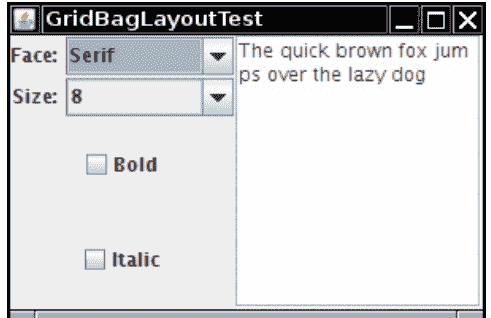 GridBagLayoutTest
Face: Serif
Size: 8
Bold
Italic
The quick brown fox jum
ps over the lazy dog